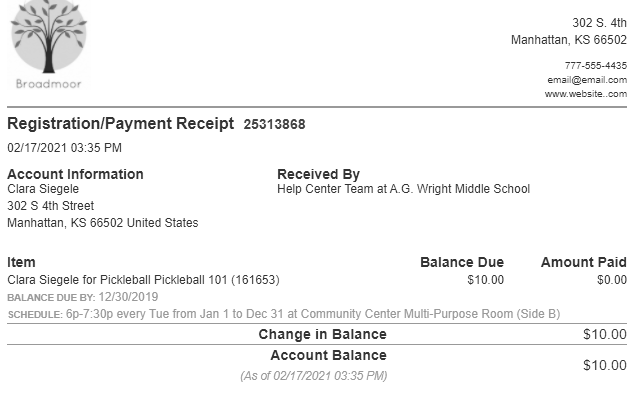 Broadmoor
302 S. 4th
Manhattan, KS 66502
777-555-4435
email@email.com
www.website..com
Registration/Payment Receipt 25313868
02/17/2021 03:35 PM
Account Information
Clara Siegele
302 S 4th Street
Manhattan, KS 66502 United States
Received By
Help Center Team at A.G. Wright Middle School
Item Balance Due Amount Paid
Clara Siegele for Pickleball Pickleball 101 (161653) $10.00 $0.00
BALANCE DUE BY: 12/30/2019
SCHEDULE: 6p-7:30p every Tue from Jan 1 to Dec 31 at Community Center Multi-Purpose Room (Side B)
Change in Balance $10.00
Account Balance $10.00
(As of 02/17/2021 03:35 PM)